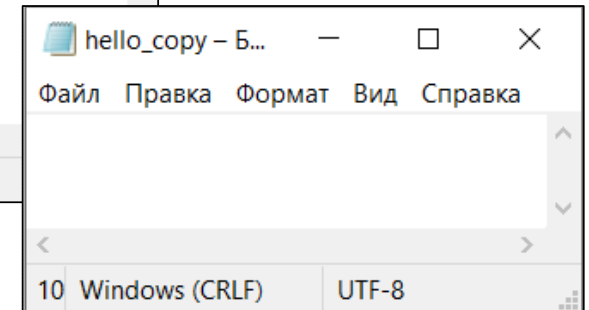 hello_copy – Б...
Файл Правка Формат Вид Справка
10 Windows (CRLF) UTF-8